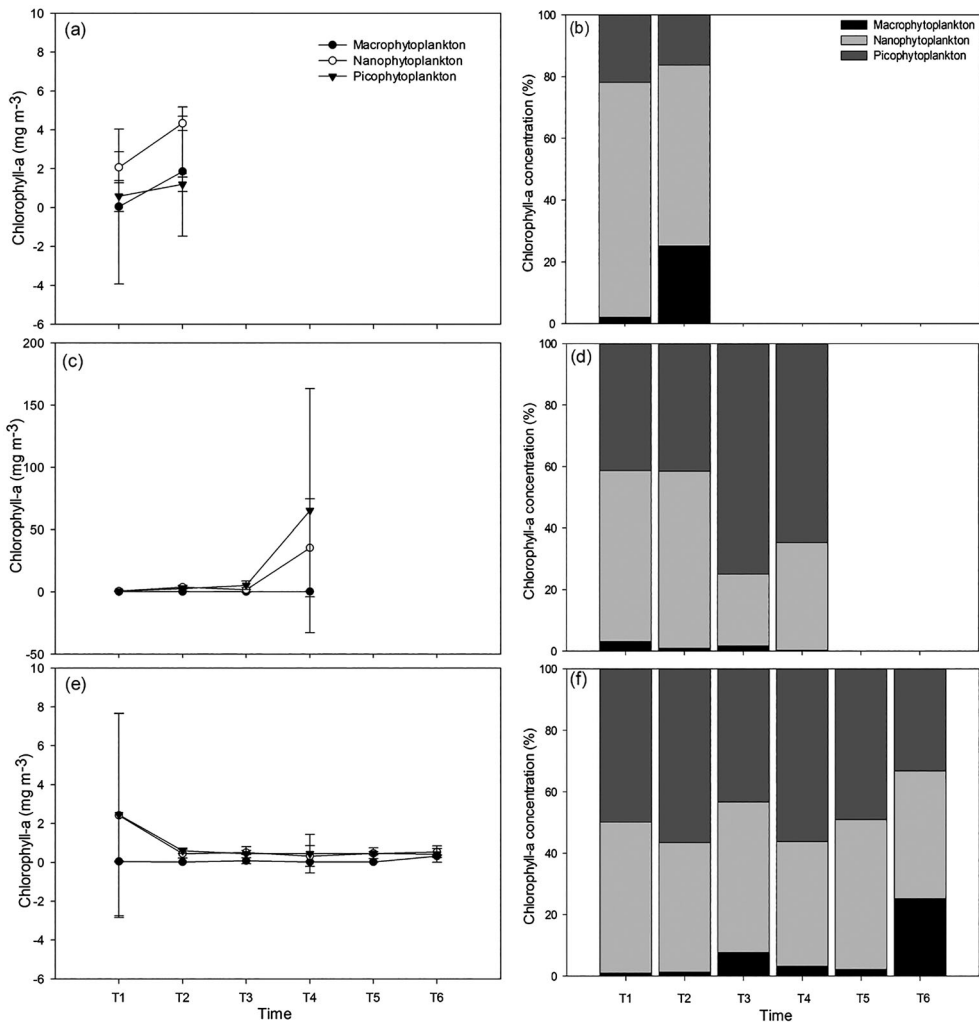 (a)
10
8
6
4
2
0
-2
-4
-6
Chlorophyll-a (mg m-3)
Macrophytoplankton
Nanophytoplankton
Picophytoplankton
(b)
100
80
60
40
20
0
Chlorophyll-a concentration (%)
Macrophytoplankton
Nanophytoplankton
Picophytoplankton
(c)
200
150
100
50
0
-50
Chlorophyll-a (mg m-3)
(d)
100
80
60
40
20
0
Chlorophyll-a concentration (%)
(e)
10
8
6
4
2
0
-2
-4
-6
Chlorophyll-a (mg m-3)
T1 T2 T3 T4 T5 T6
Time
(f)
100
80
60
40
20
0
Chlorophyll-a concentration (%)
T1 T2 T3 T4 T5 T6
Time